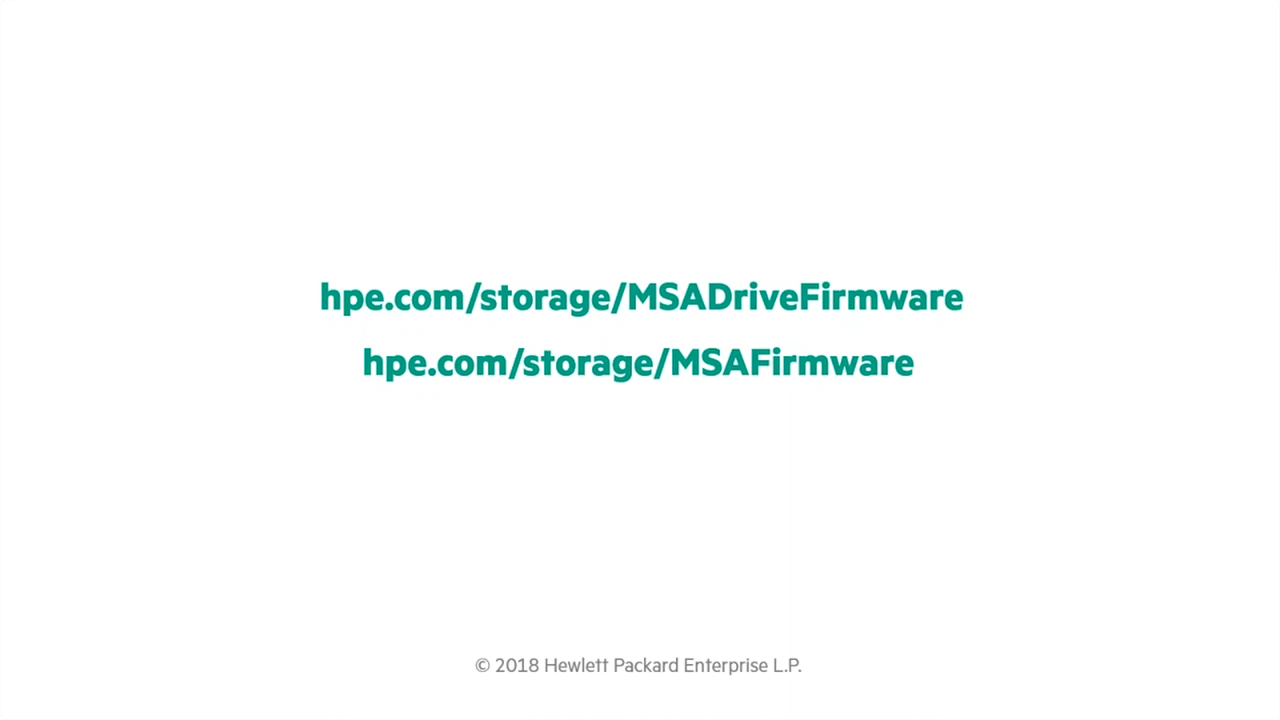 hpe.com/storage/MSADriveFirmware
hpe.com/storage/MSAFirmware
© 2018 Hewlett Packard Enterprise L.P.